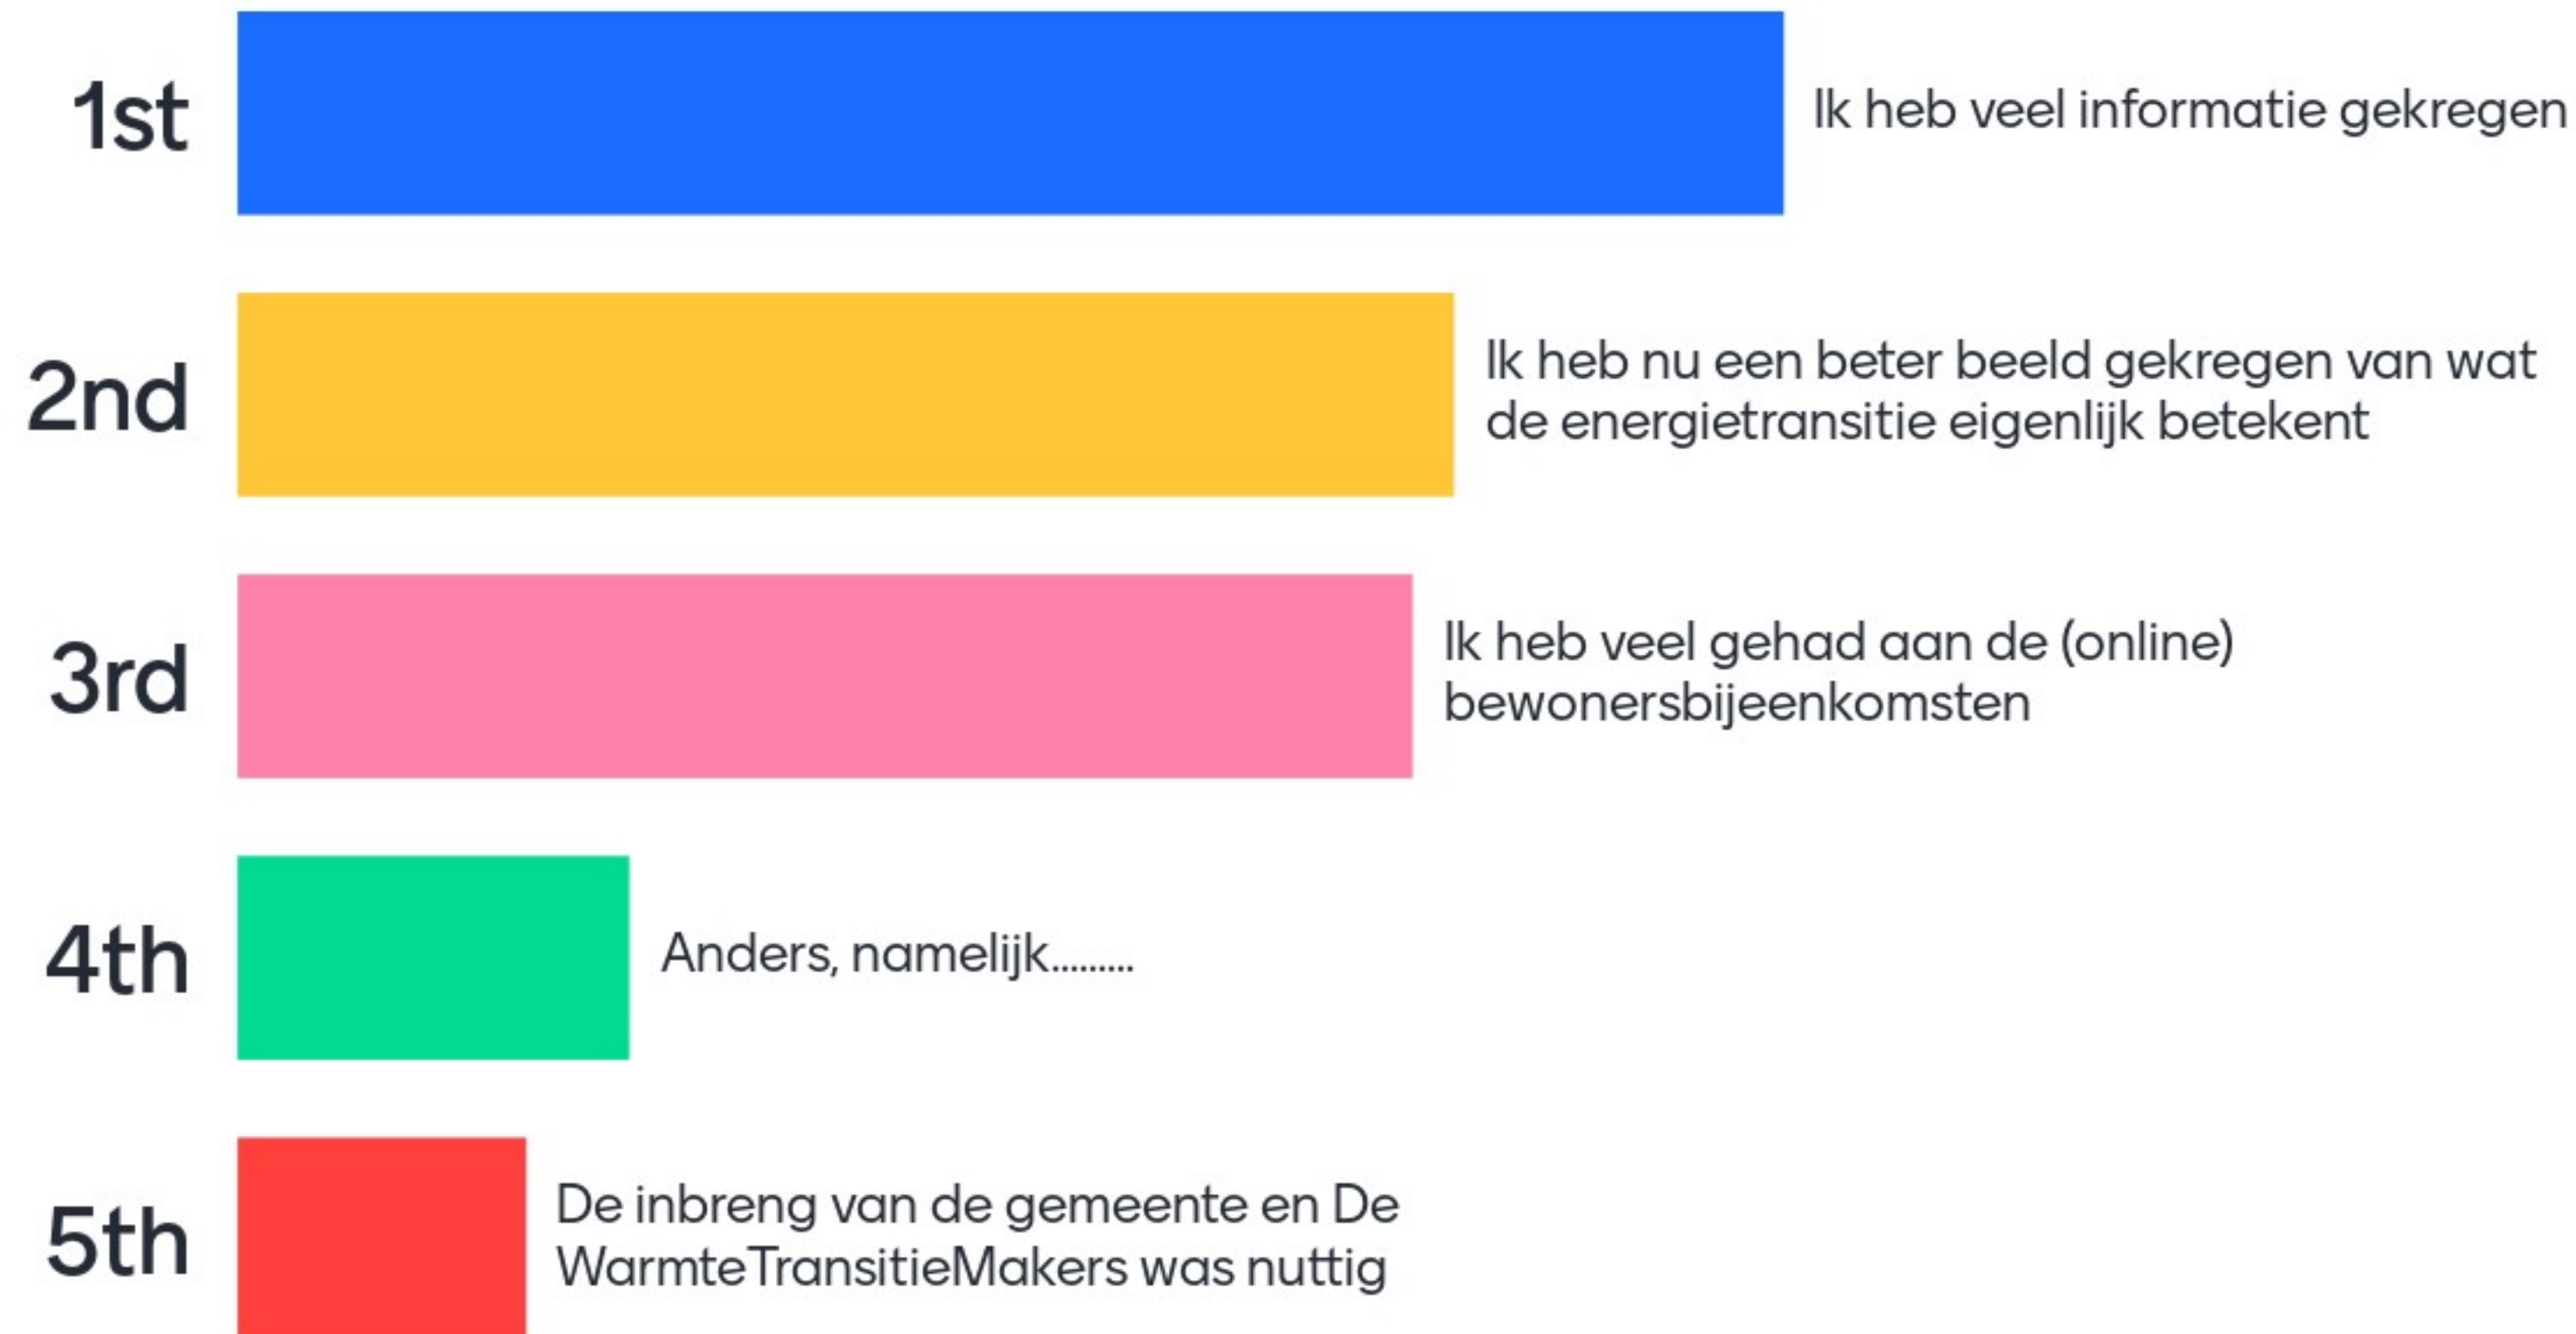 1st
Ik heb veel informatie gekregen
2nd
Ik heb nu een beter beeld gekregen van wat
de energietransitie eigenlijk betekent
3rd
Ik heb veel gehad aan de (online)
bewonersbijeenkomsten
4th
Anders, namelijk.........
5th
De inbreng van de gemeente en De
WarmteTransitieMakers was nuttig